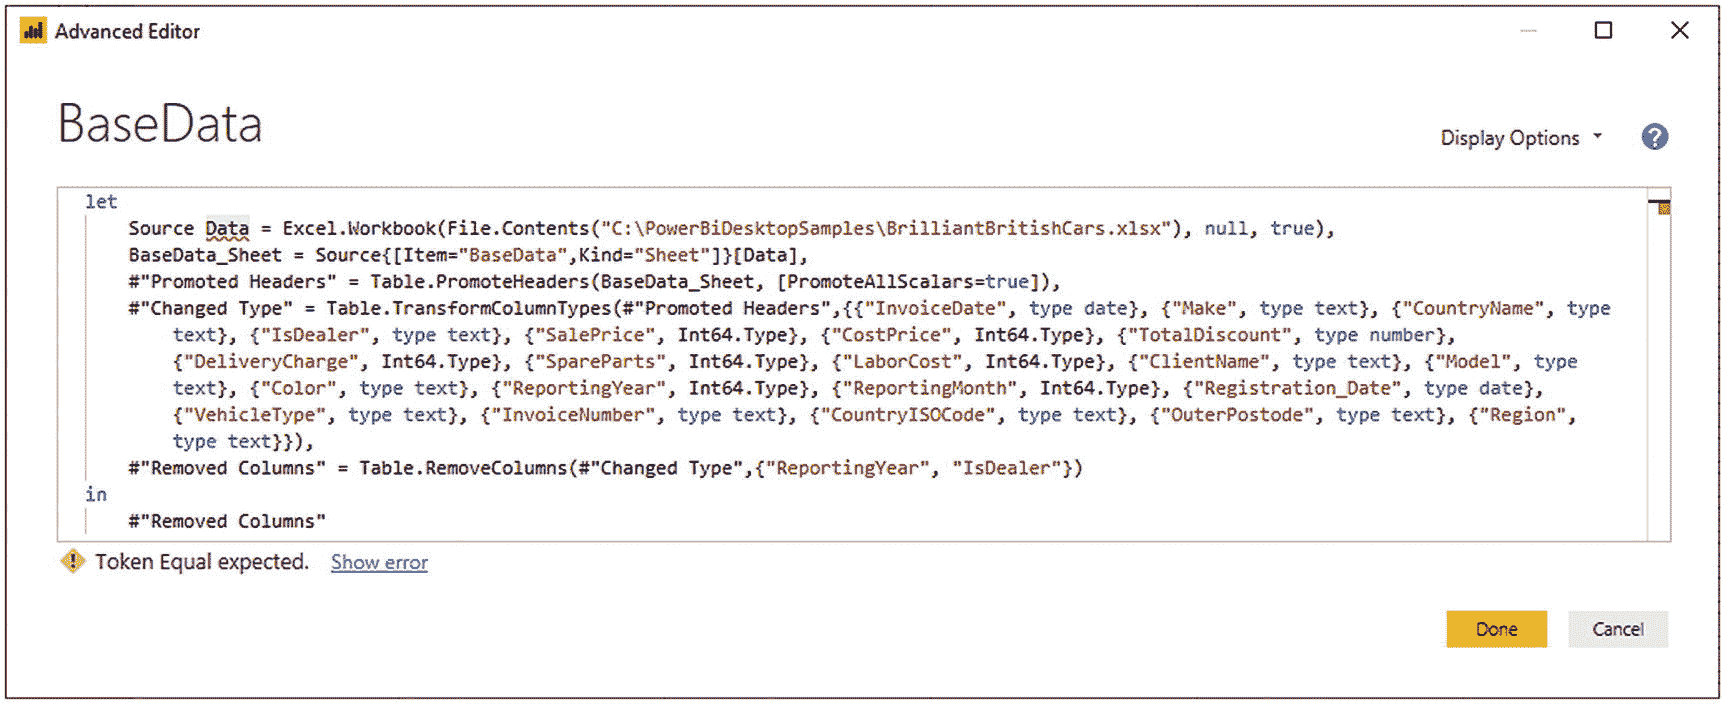 Advanced Editor
BaseData
Display Options
?
let
Source Data = Excel.Workbook(File.Contents("C:\PowerBiDesktopSamples\BrilliantBritishCars.xlsx"), null, true),
BaseData_Sheet = Source{[Item="BaseData",Kind="Sheet"]}[Data],
#"Promoted Headers" = Table.PromoteHeaders(BaseData_Sheet, [PromoteAllScalars=true]),
#"Changed Type" = Table.TransformColumnTypes(#"Promoted Headers",{{"InvoiceDate", type date}, {"Make", type text}, {"CountryName", type
text}, {"IsDealer", type text}, {"SalePrice", Int64.Type}, {"CostPrice", Int64.Type}, {"TotalDiscount", type number},
{"DeliveryCharge", Int64.Type}, {"SpareParts", Int64.Type}, {"LaborCost", Int64.Type}, {"ClientName", type text}, {"Model", type
text}, {"Color", type text}, {"ReportingYear", Int64.Type}, {"ReportingMonth", Int64.Type}, {"Registration_Date", type date},
{"VehicleType", type text}, {"InvoiceNumber", type text}, {"CountryISOCode", type text}, {"OuterPostode", type text}, {"Region",
type text}}),
#"Removed Columns" = Table.RemoveColumns(#"Changed Type",{"ReportingYear", "IsDealer"})
in
#"Removed Columns"
Token Equal expected. Show error
Done Cancel